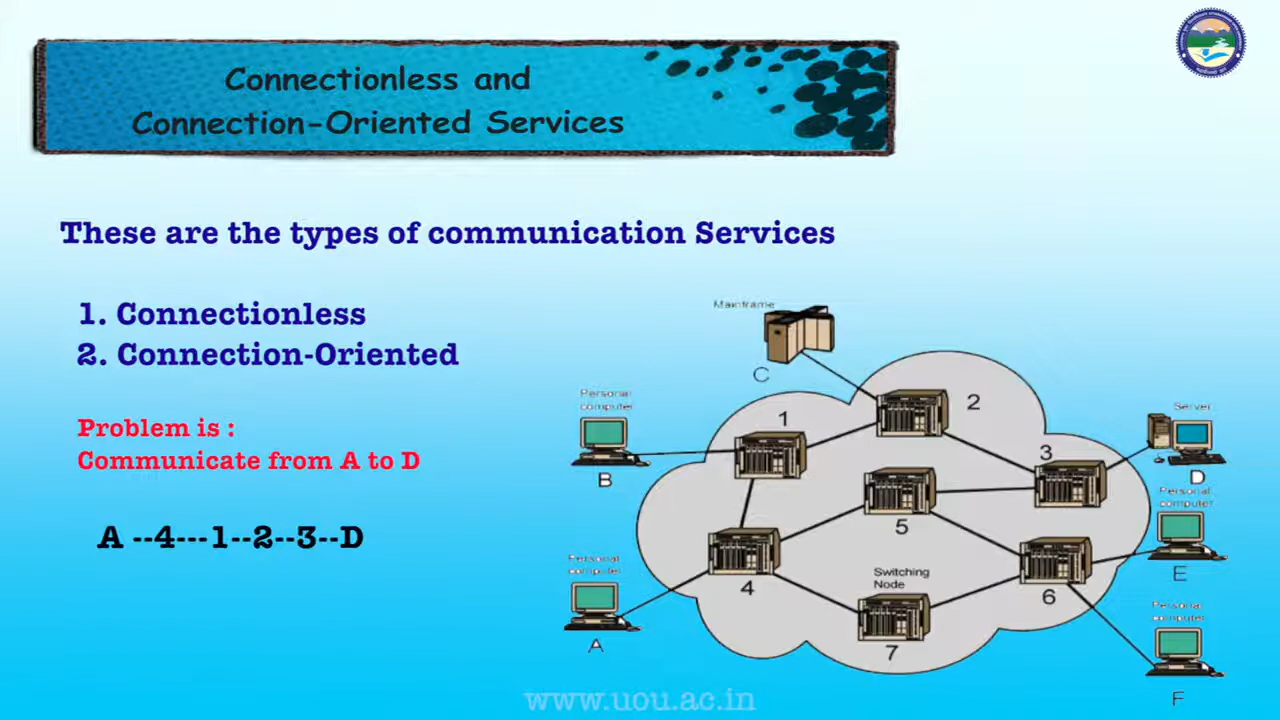 Connectionless and
Connection-Oriented Services
These are the types of communication Services
1. Connectionless
2. Connection-Oriented
Problem is :
Communicate from A to D
A --4---1--2--3--D
Mainframe
C
2
1
3
Personal
computer
B
Server
D
Personal
computer
5
E
4
Personal
computer
A
Switching
Node
7
6
Personal
computer
F
www.uou.ac.in